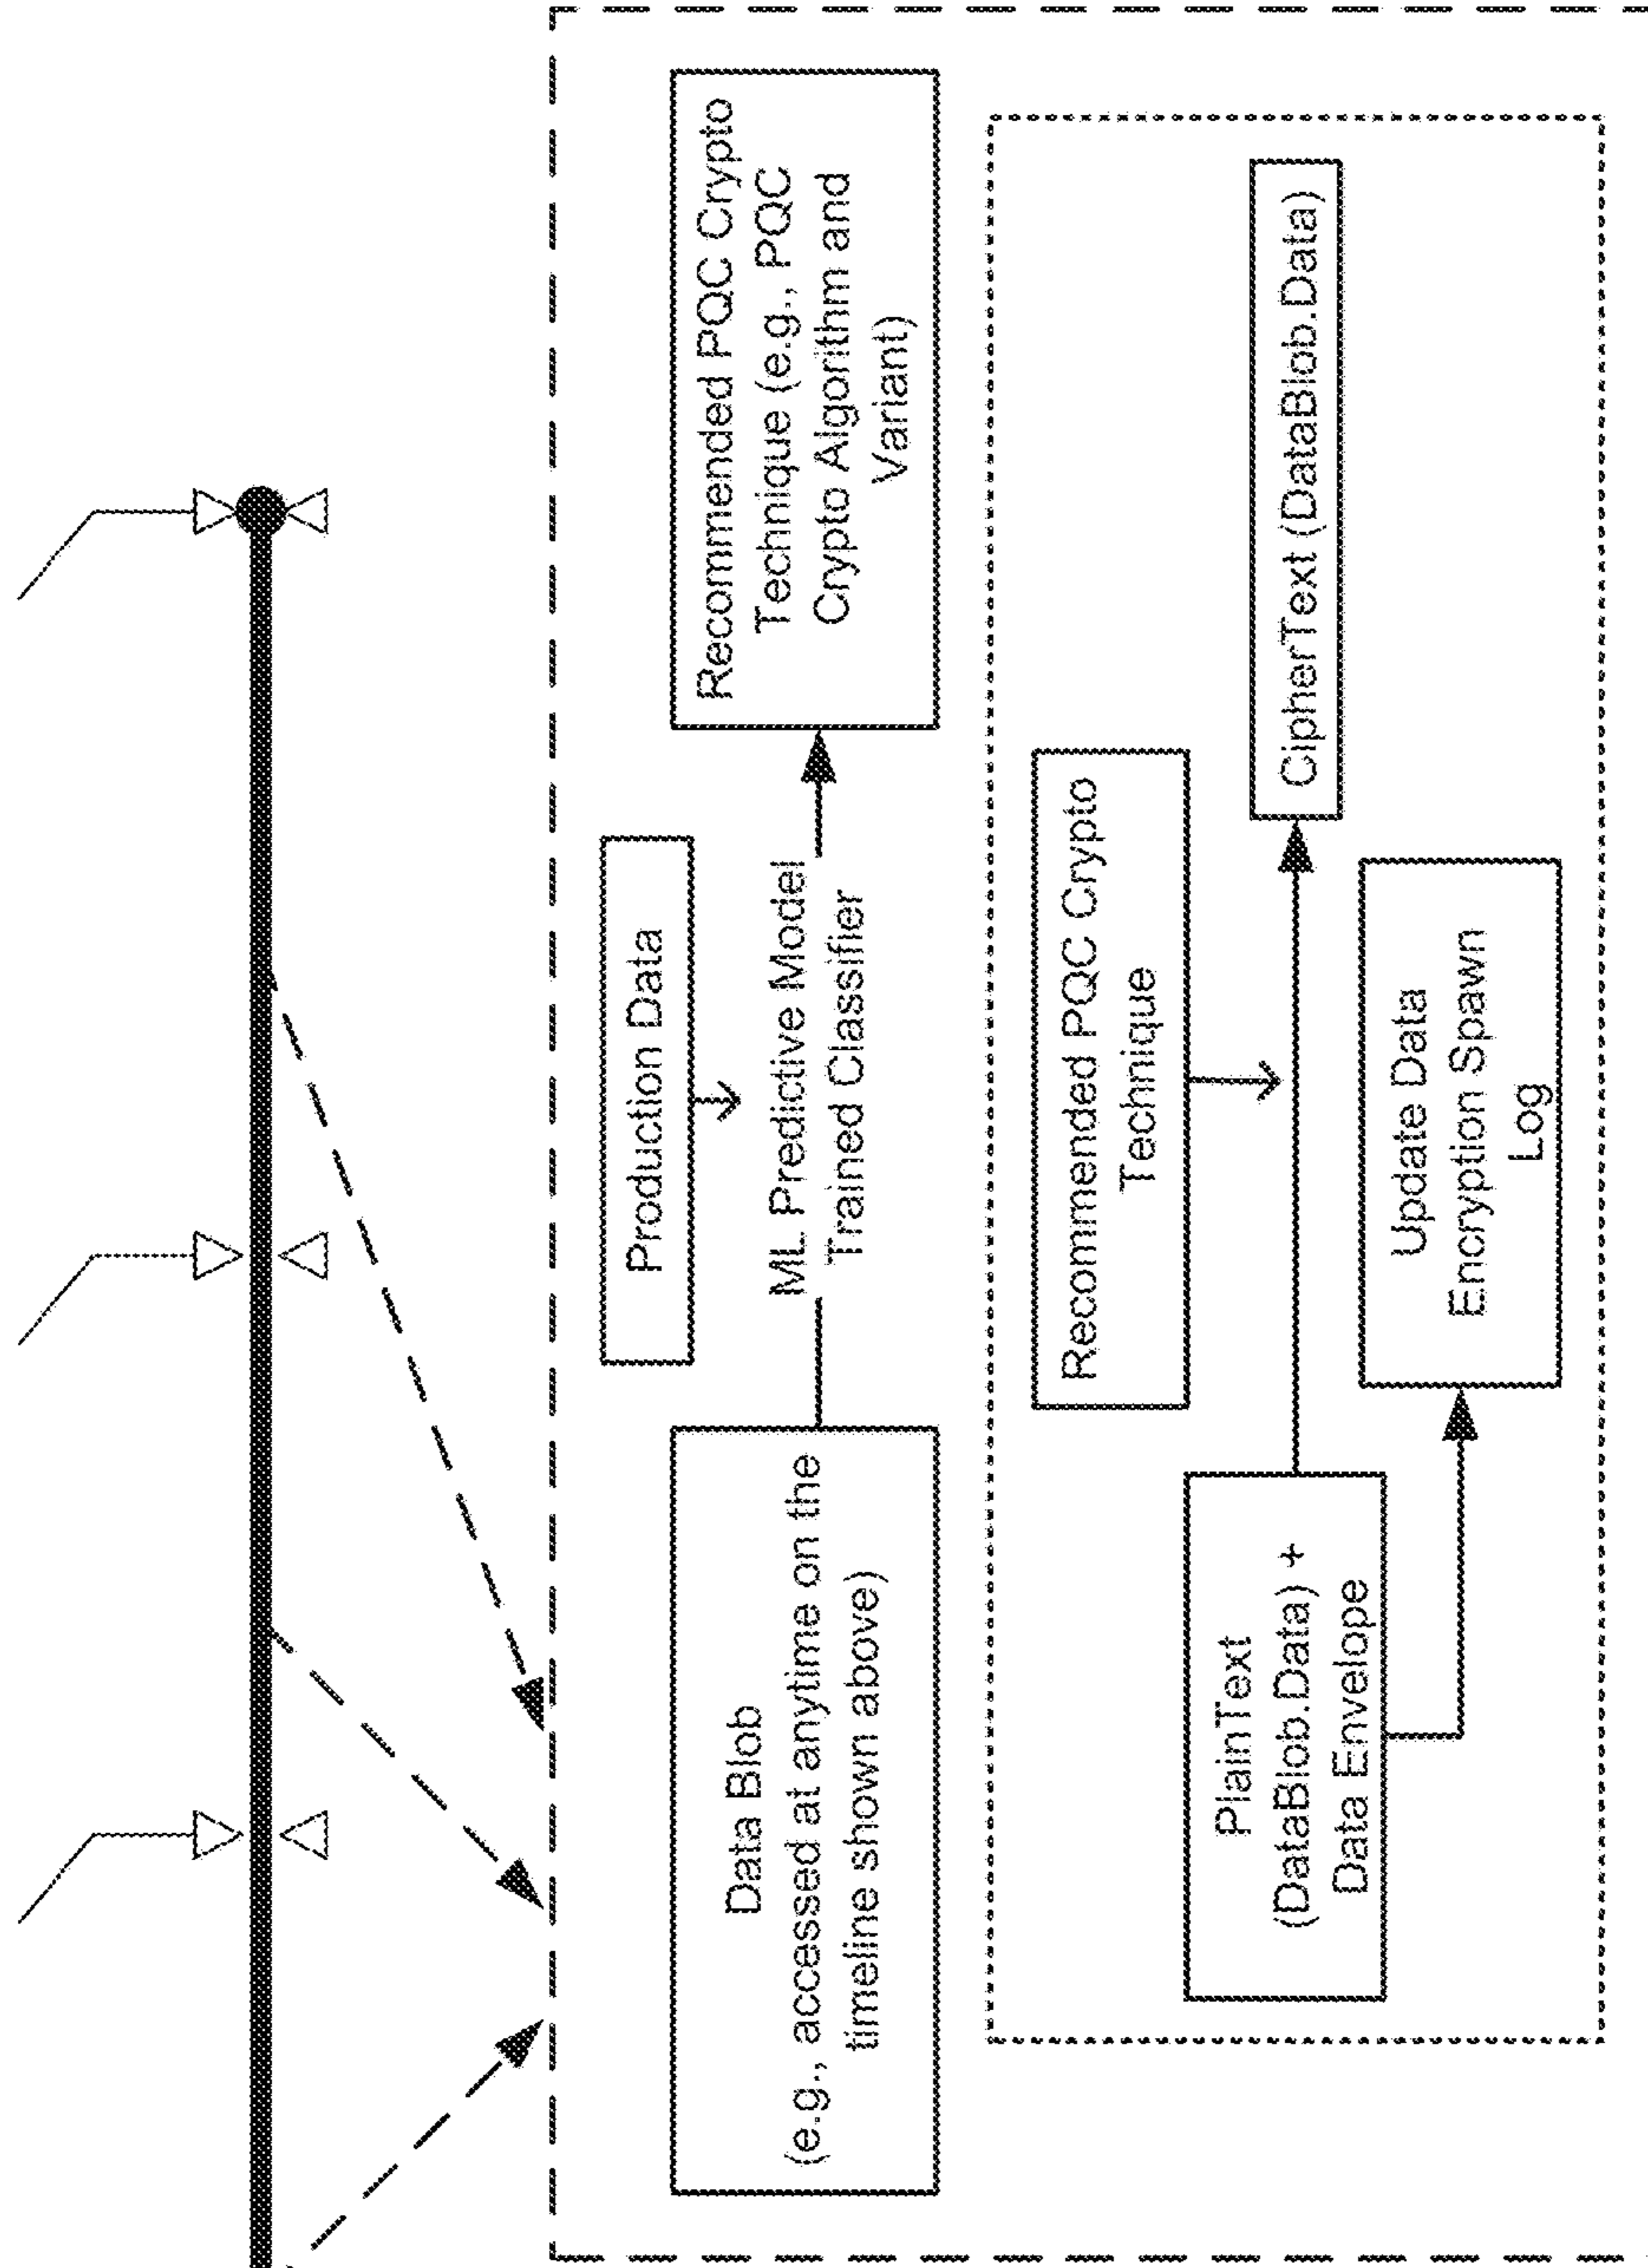 Production Data
Data Blob
(e.g., accessed at anytime on the
timeline shown above)
ML Predictive Model
Trained Classifier
Recommended PQC Crypto
Technique (e.g., PQC
Crypto Algorithm and
Variant)
Recommended PQC Crypto
Technique
PlainText
(DataBlob.Data) +
Data Envelope
CipherText (DataBlob.Data)
Update Data
Encryption Spawn
Log